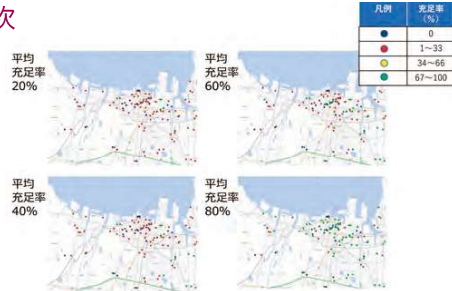 次
凡例 充足率
(%)
0
1～33
34～66
67～100
平均
充足率
20%
平均
充足率
60%
平均
充足率
40%
平均
充足率
80%